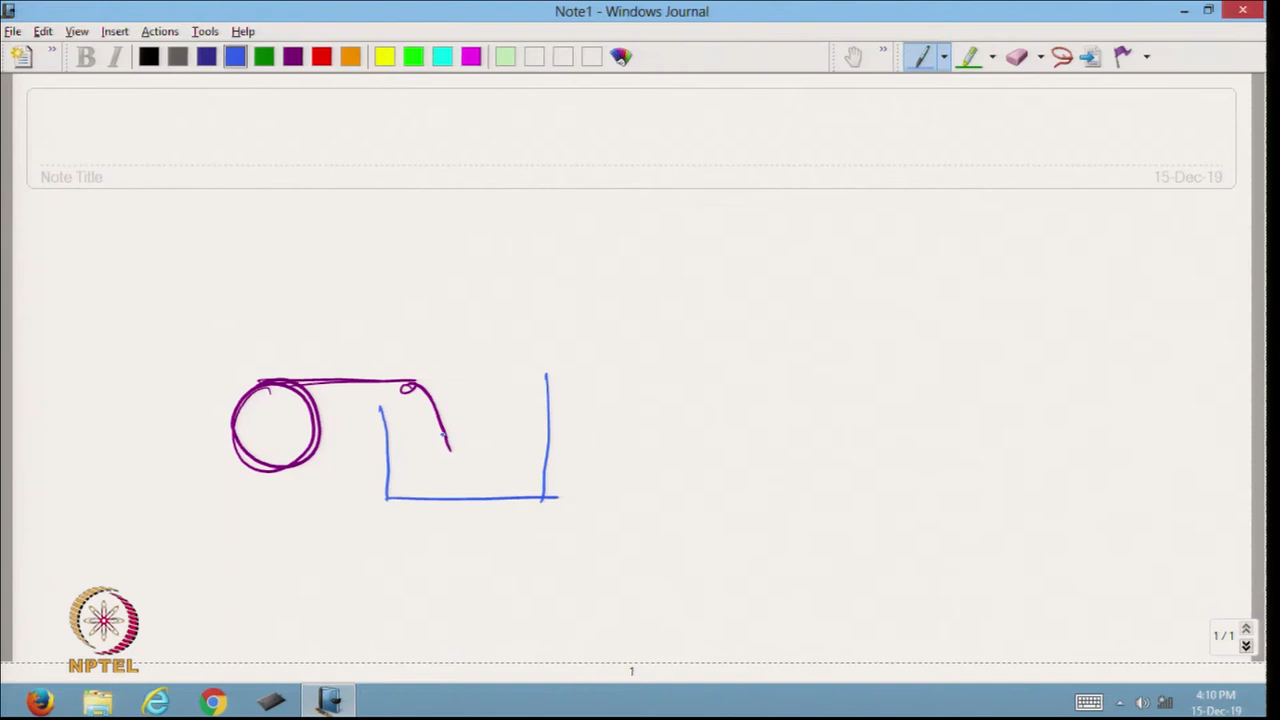 Note1 - Windows Journal
File Edit View Insert Actions Tools Help
B I
Note Title
15-Dec-19
NPTEL
1 / 1
1
4:10 PM
15-Dec-19